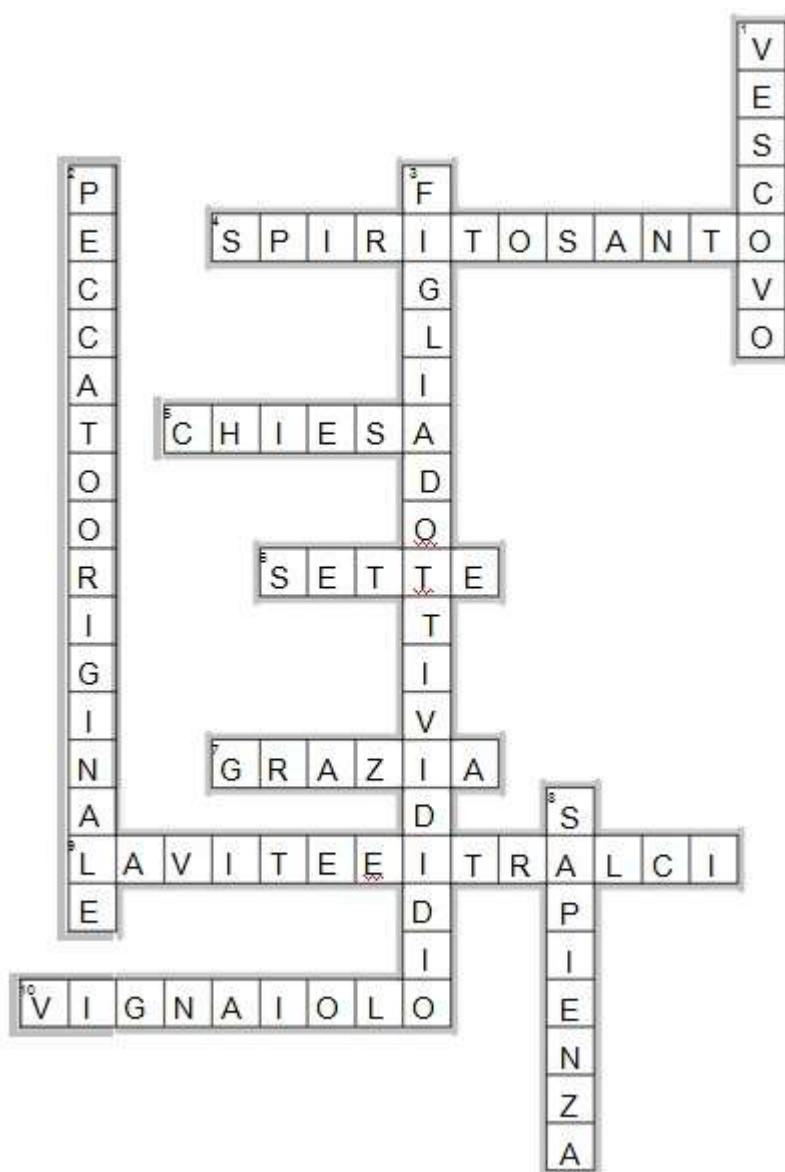 1 VESCOVO
2 PECCATOORIGINALE
3 FIGLIADOTTIVIDIDIO
4 SPIRITOSANTO
5 CHIESA
6 SETTE
7 GRAZIA
8 SAPIENZA
9 LAVITEEITRALCI
10 VIGNAIOLO